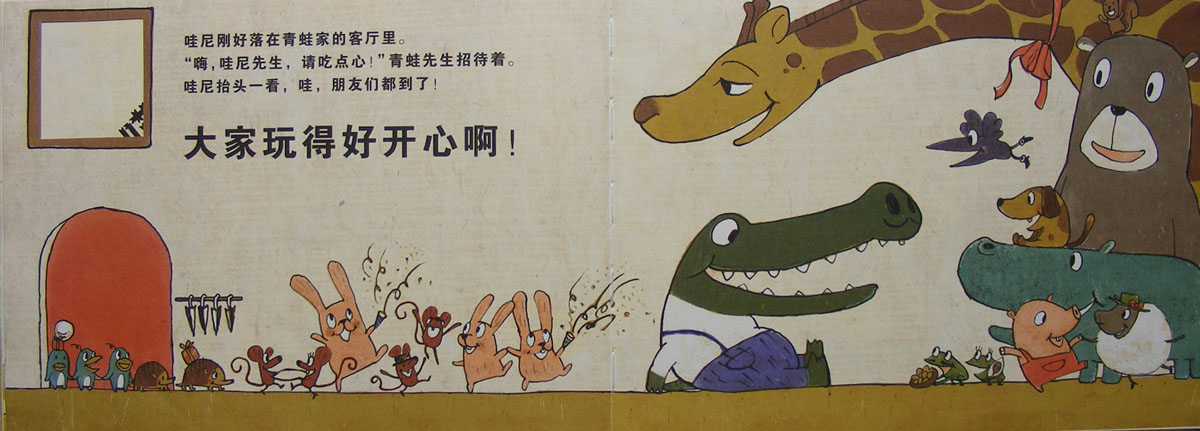 哇尼刚好落在青蛙家的客厅里。
“嗨，哇尼先生，请吃点心！”青蛙先生招待着。
哇尼抬头一看，哇，朋友们都到了！
大家玩得好开心啊！